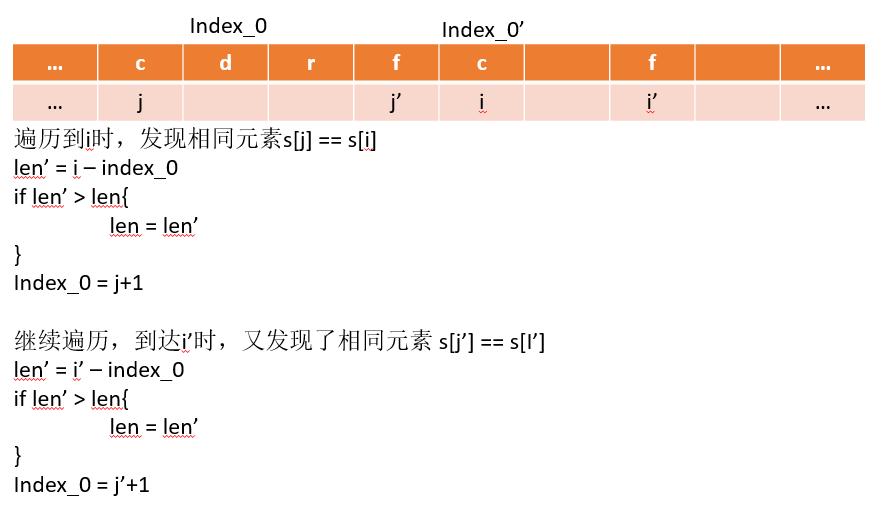 Index_0 Index_0’
... c d r f c f ...
... j j’ i i’ ...
遍历到i时，发现相同元素s[j] == s[i]
len’ = i – index_0
if len’ > len{
len = len’
}
Index_0 = j+1
继续遍历，到达i’时，又发现了相同元素 s[j’] == s[I’]
len’ = i’ – index_0
if len’ > len{
len = len’
}
Index_0 = j’+1